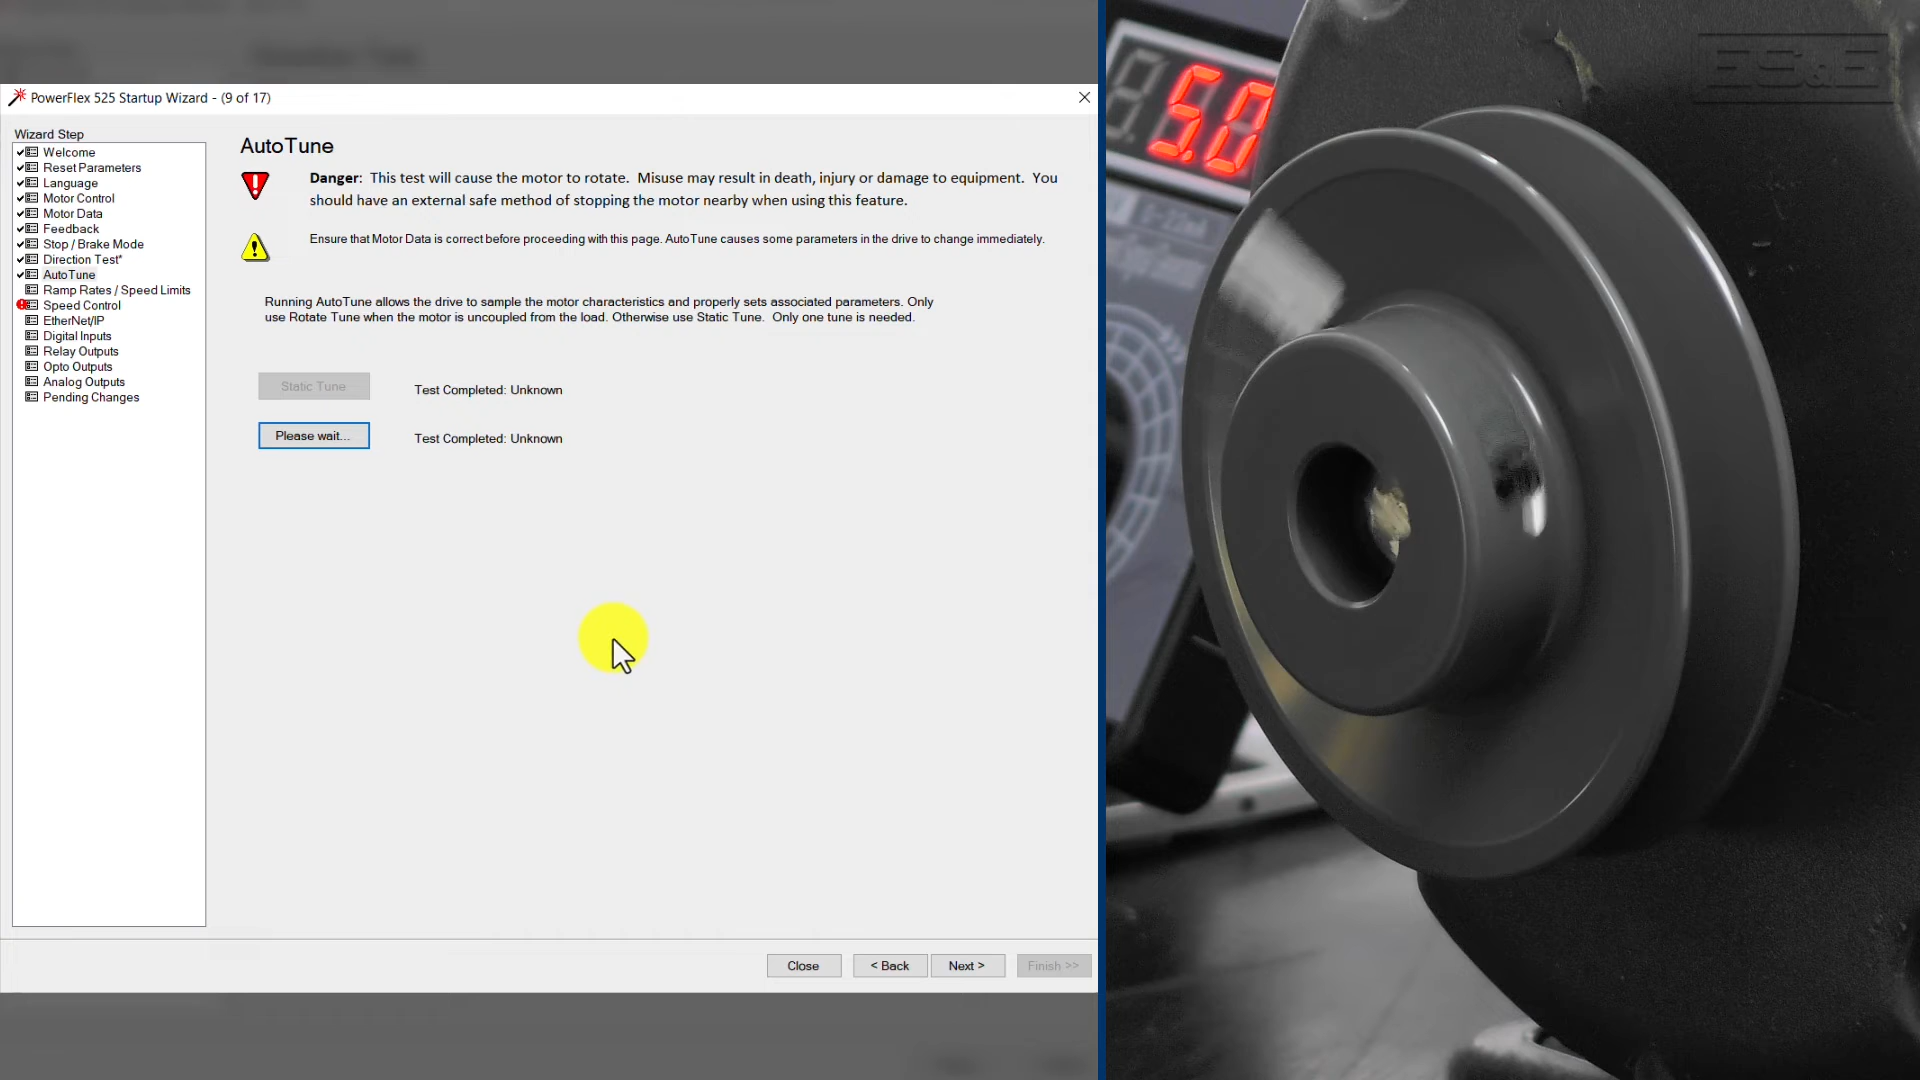 PowerFlex 525 Startup Wizard - (9 of 17)
Wizard Step
Welcome
Reset Parameters
Language
Motor Control
Motor Data
Feedback
Stop / Brake Mode
Direction Test*
AutoTune
Ramp Rates / Speed Limits
Speed Control
EtherNet/IP
Digital Inputs
Relay Outputs
Opto Outputs
Analog Outputs
Pending Changes
AutoTune
Danger: This test will cause the motor to rotate. Misuse may result in death, injury or damage to equipment. You
should have an external safe method of stopping the motor nearby when using this feature.
Ensure that Motor Data is correct before proceeding with this page. AutoTune causes some parameters in the drive to change immediately.
Running AutoTune allows the drive to sample the motor characteristics and properly sets associated parameters. Only
use Rotate Tune when the motor is uncoupled from the load. Otherwise use Static Tune. Only one tune is needed.
Static Tune
Test Completed: Unknown
Please wait...
Test Completed: Unknown
Close
< Back
Next >
Finish >>
5.0
ES&E